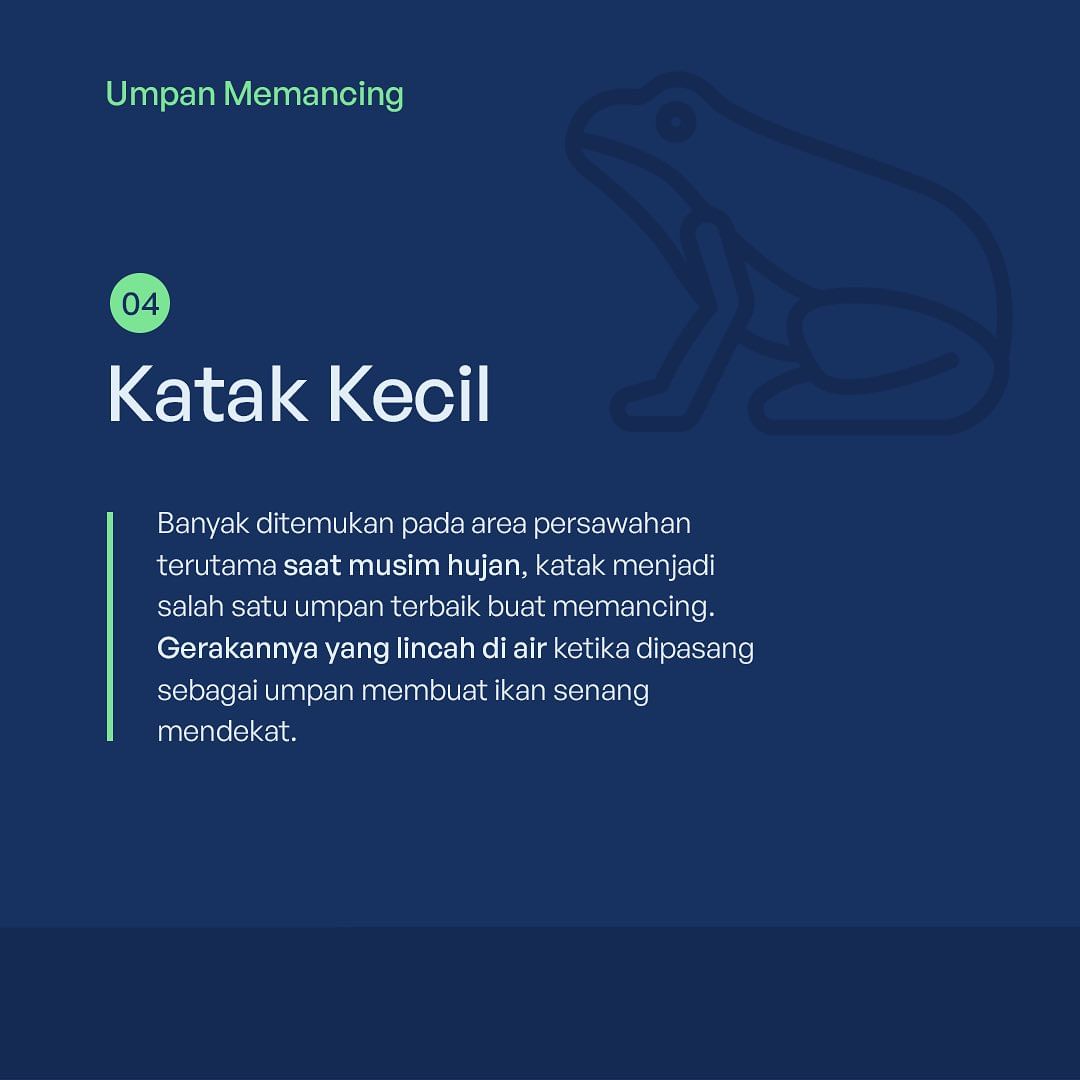 Umpan Memancing
04
Katak Kecil
Banyak ditemukan pada area persawahan
terutama saat musim hujan, katak menjadi
salah satu umpan terbaik buat memancing.
Gerakannya yang lincah di air ketika dipasang
sebagai umpan membuat ikan senang
mendekat.